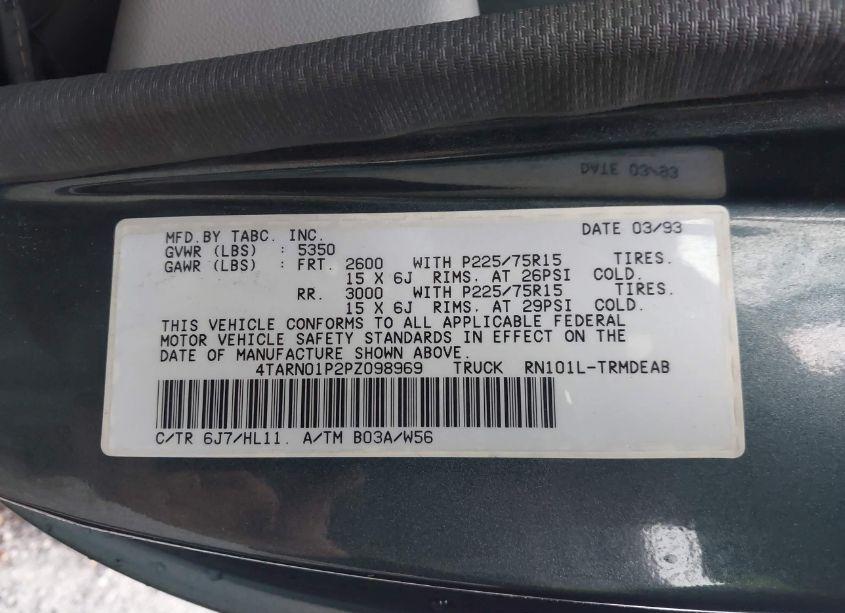 DATE 03/93
MFD.BY TABC. INC. DATE 03/93
GVWR (LBS) : 5350
GAWR (LBS) : FRT. 2600 WITH P225/75R15 TIRES.
15 X 6J RIMS. AT 26PSI COLD.
RR. 3000 WITH P225/75R15 TIRES.
15 X 6J RIMS. AT 29PSI COLD.
THIS VEHICLE CONFORMS TO ALL APPLICABLE FEDERAL
MOTOR VEHICLE SAFETY STANDARDS IN EFFECT ON THE
DATE OF MANUFACTURE SHOWN ABOVE.
4TARN01P2PZ098969 TRUCK RN101L-TRMDEAB
C/TR 6J7/HL11. A/TM B03A/W56